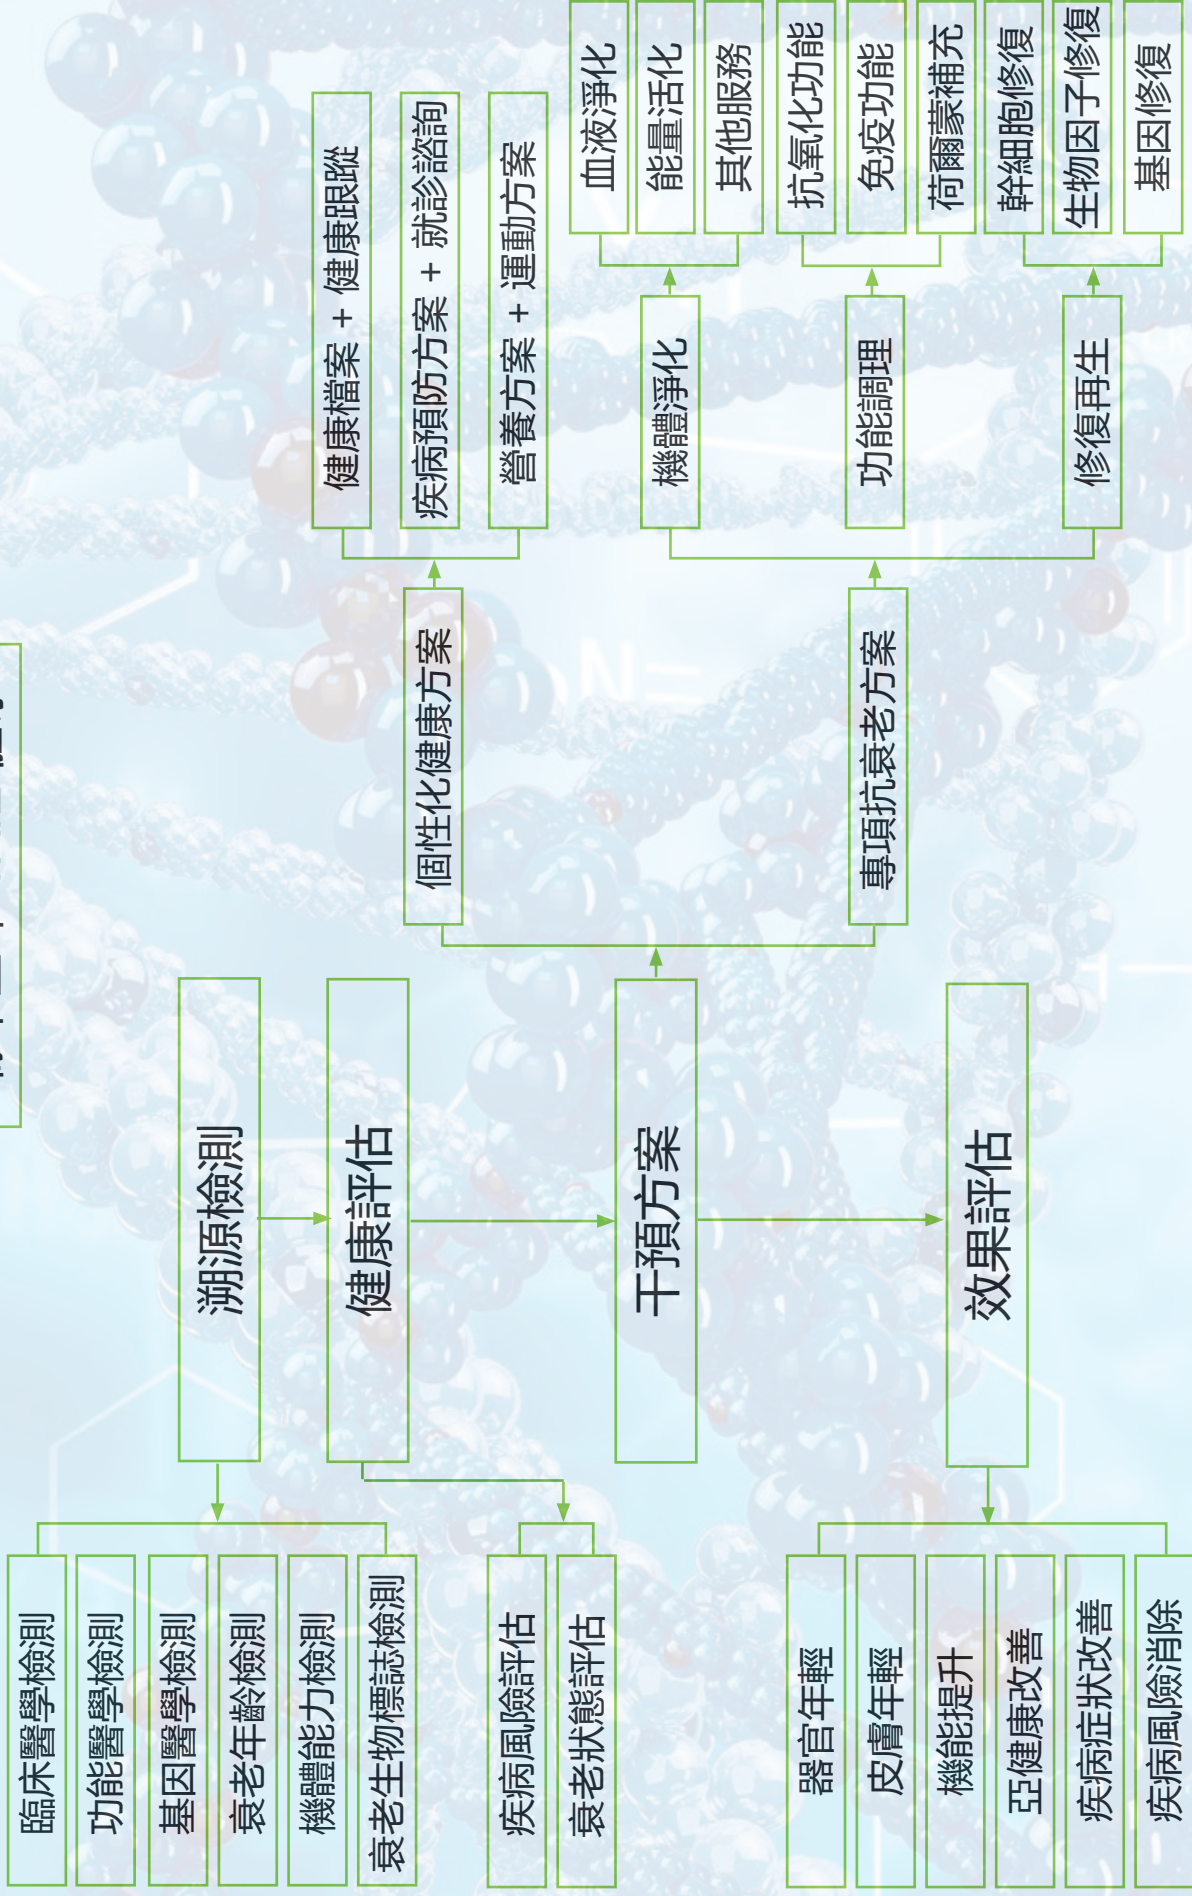 溯源檢測
臨床醫學檢測
功能醫學檢測
基因醫學檢測
衰老年齡檢測
機體能力檢測
衰老生物標誌檢測
健康評估
疾病風險評估
衰老狀態評估
干預方案
個性化健康方案
健康檔案 + 健康跟蹤
疾病預防方案 + 就診諮詢
營養方案 + 運動方案
專項抗衰老方案
機體淨化
血液淨化
能量活化
其他服務
功能調理
抗氧化功能
免疫功能
荷爾蒙補充
修復再生
幹細胞修復
生物因子修復
基因修復
效果評估
器官年輕
皮膚年輕
機能提升
亞健康改善
疾病症狀改善
疾病風險消除
N